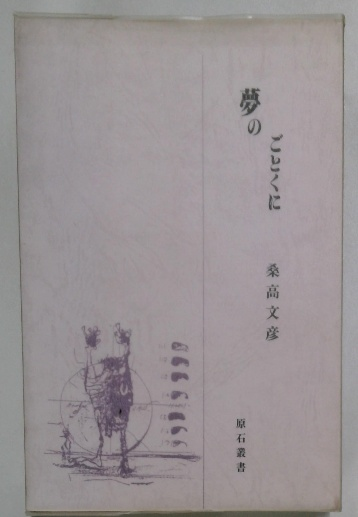 夢の
ごとくに
桑高文彦
原石叢書